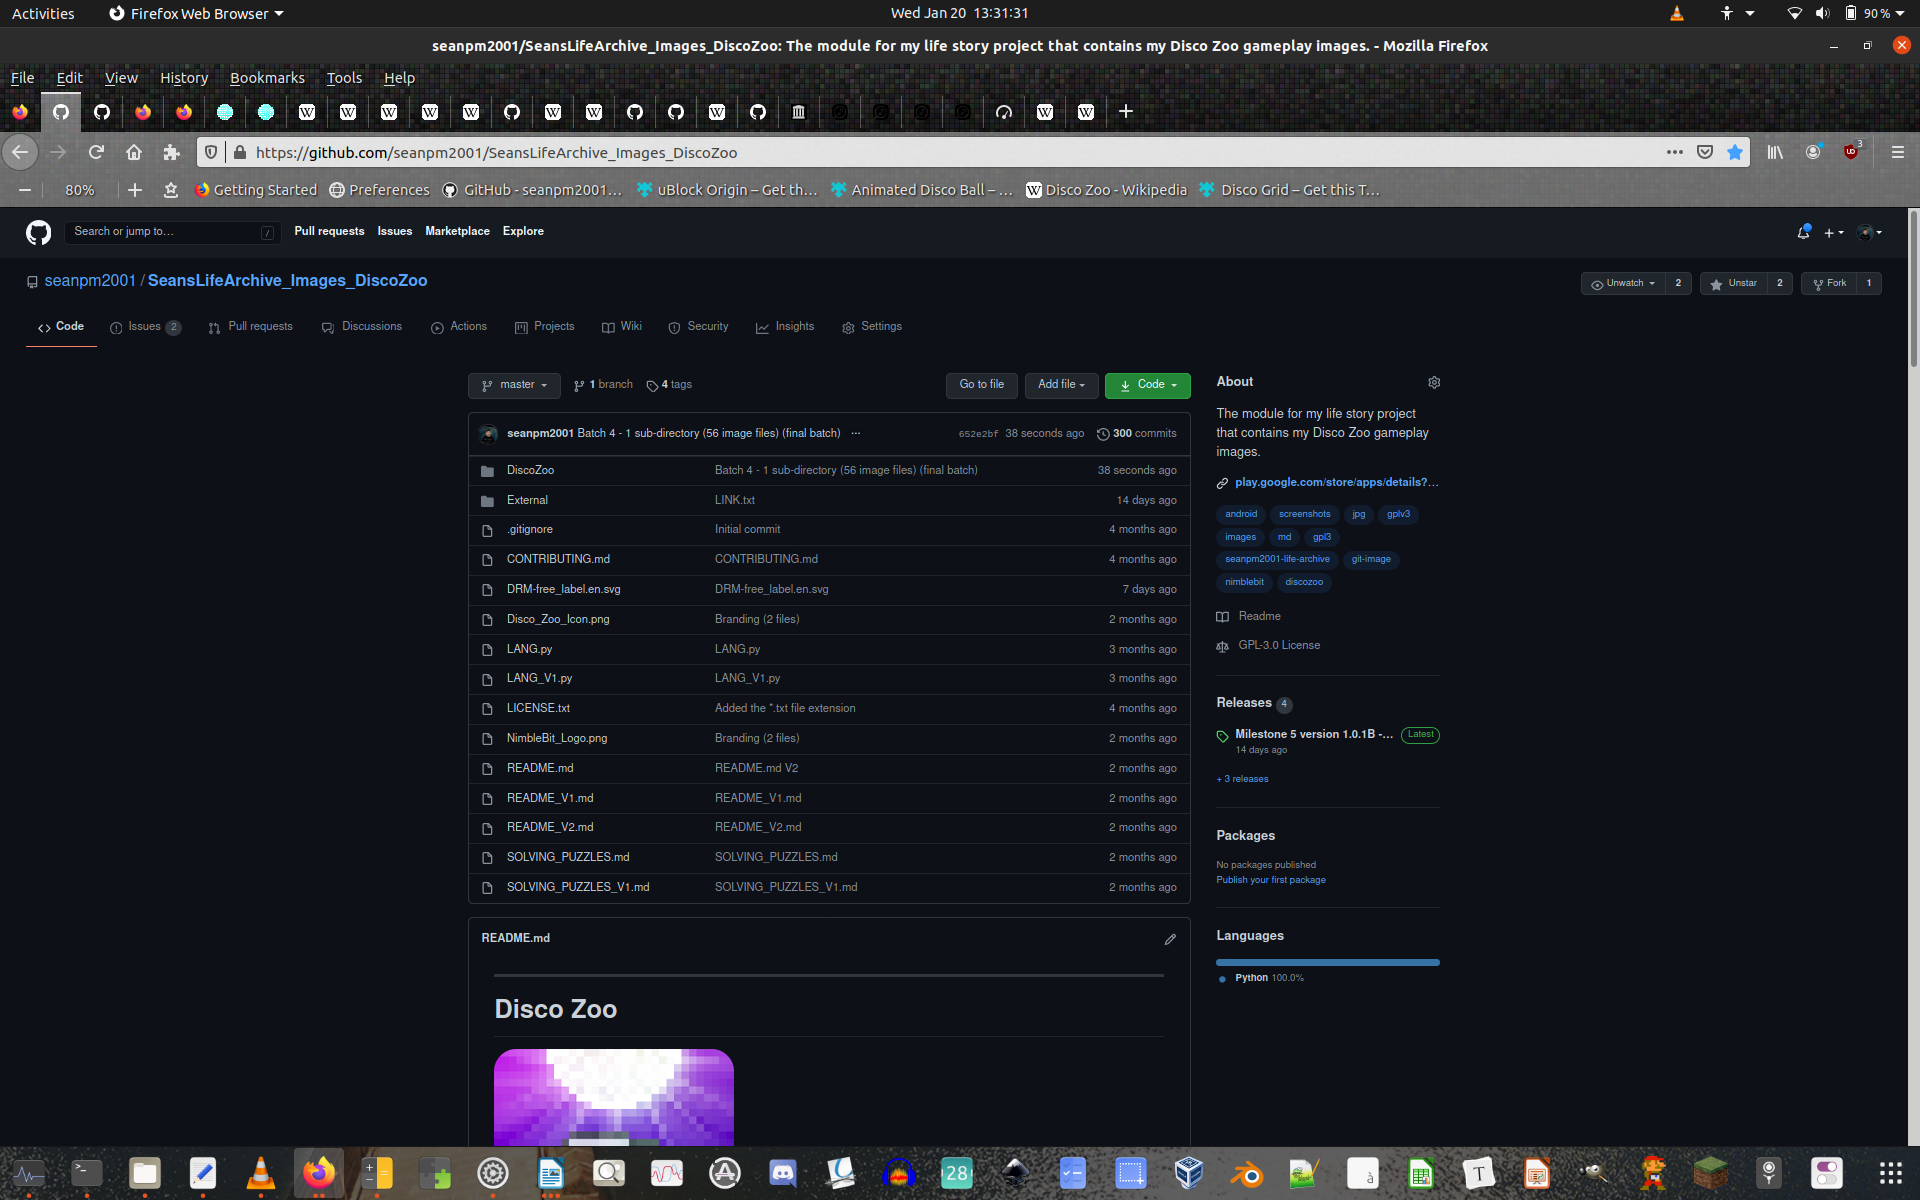 Activities Firefox Web Browser Wed Jan 20 13:31:31 90 %
seanpm2001/SeansLifeArchive_Images_DiscoZoo: The module for my life story project that contains my Disco Zoo gameplay images. - Mozilla Firefox
File Edit View History Bookmarks Tools Help
https://github.com/seanpm2001/SeansLifeArchive_Images_DiscoZoo 3
80% Getting Started Preferences GitHub - seanpm2001... uBlock Origin – Get th... Animated Disco Ball – ... Disco Zoo - Wikipedia Disco Grid – Get this T...
Search or jump to... / Pull requests Issues Marketplace Explore
seanpm2001 / SeansLifeArchive_Images_DiscoZoo Unwatch 2 Unstar 2 Fork 1
Code Issues 2 Pull requests Discussions Actions Projects Wiki Security Insights Settings
master 1 branch 4 tags Go to file Add file Code
seanpm2001 Batch 4 - 1 sub-directory (56 image files) (final batch) ... 652e2bf 38 seconds ago 300 commits
DiscoZoo Batch 4 - 1 sub-directory (56 image files) (final batch) 38 seconds ago
External LINK.txt 14 days ago
.gitignore Initial commit 4 months ago
CONTRIBUTING.md CONTRIBUTING.md 4 months ago
DRM-free_label.en.svg DRM-free_label.en.svg 7 days ago
Disco_Zoo_Icon.png Branding (2 files) 2 months ago
LANG.py LANG.py 3 months ago
LANG_V1.py LANG_V1.py 3 months ago
LICENSE.txt Added the *.txt file extension 4 months ago
NimbleBit_Logo.png Branding (2 files) 2 months ago
README.md README.md V2 2 months ago
README_V1.md README_V1.md 2 months ago
README_V2.md README_V2.md 2 months ago
SOLVING_PUZZLES.md SOLVING_PUZZLES.md 2 months ago
SOLVING_PUZZLES_V1.md SOLVING_PUZZLES_V1.md 2 months ago
README.md
Disco Zoo
About
The module for my life story project
that contains my Disco Zoo gameplay
images.
play.google.com/store/apps/details?...
android screenshots jpg gplv3
images md gpl3
seanpm2001-life-archive git-image
nimblebit discozoo
Readme
GPL-3.0 License
Releases 4
Milestone 5 version 1.0.1B -... Latest
14 days ago
+ 3 releases
Packages
No packages published
Publish your first package
Languages
Python 100.0%
28 à T